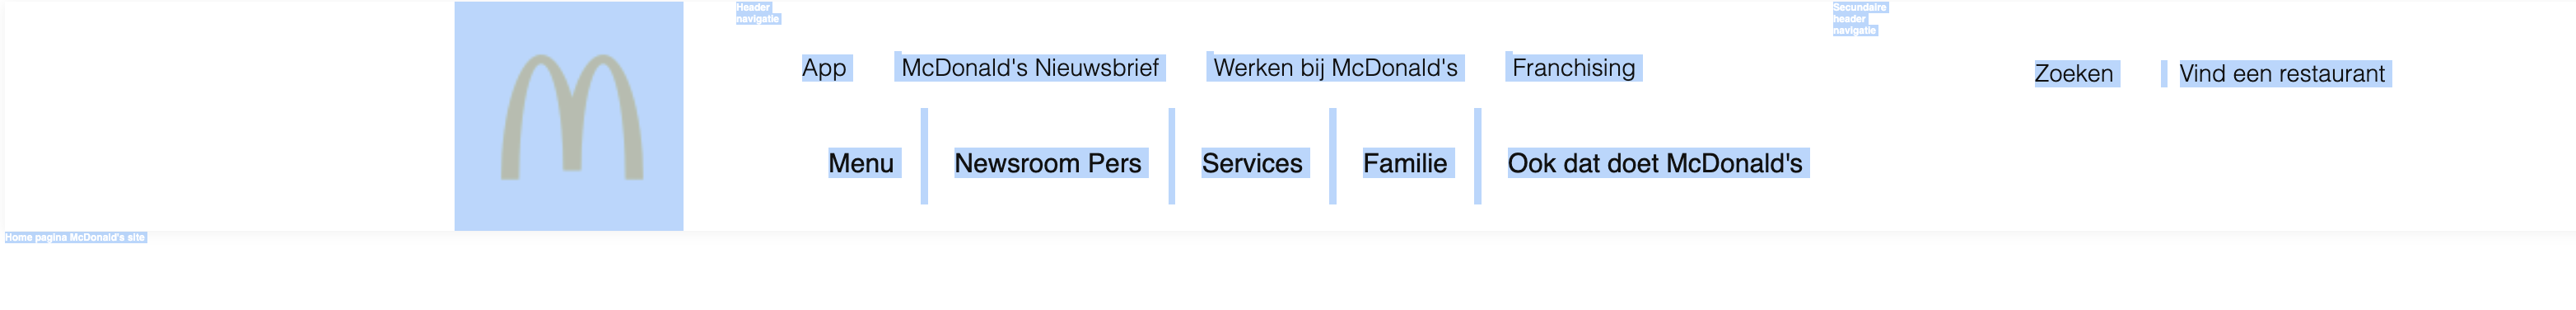 Header
navigatie
App McDonald's Nieuwsbrief Werken bij McDonald's Franchising
Menu Newsroom Pers Services Familie Ook dat doet McDonald's
Secundaire
header
navigatie
Zoeken Vind een restaurant
Home pagina McDonald's site